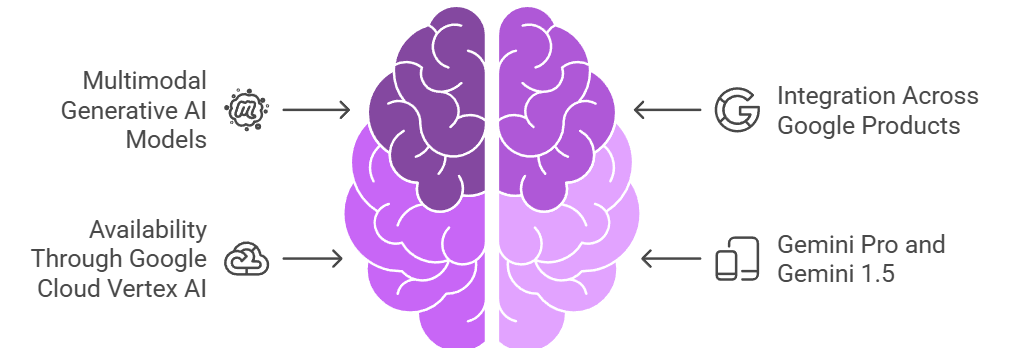 Multimodal
Generative AI
Models
Integration Across
Google Products
Availability
Through Google
Cloud Vertex AI
Gemini Pro and
Gemini 1.5